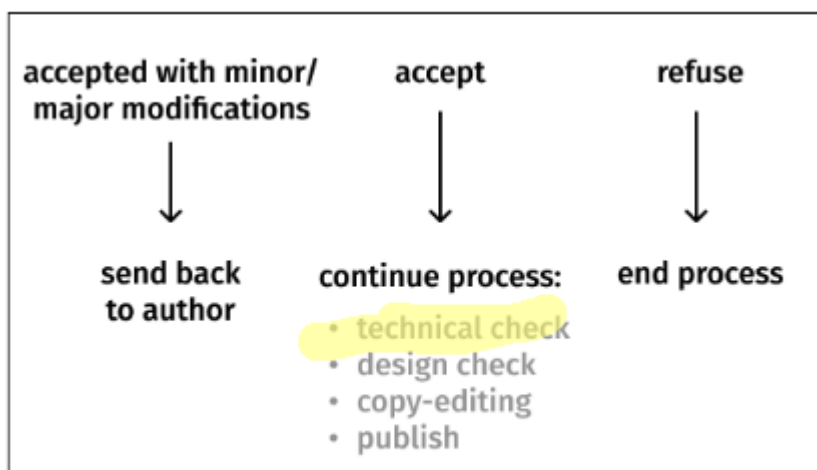 accepted with minor/
major modifications
accept
refuse
send back
to author
continue process:
• technical check
• design check
• copy-editing
• publish
end process